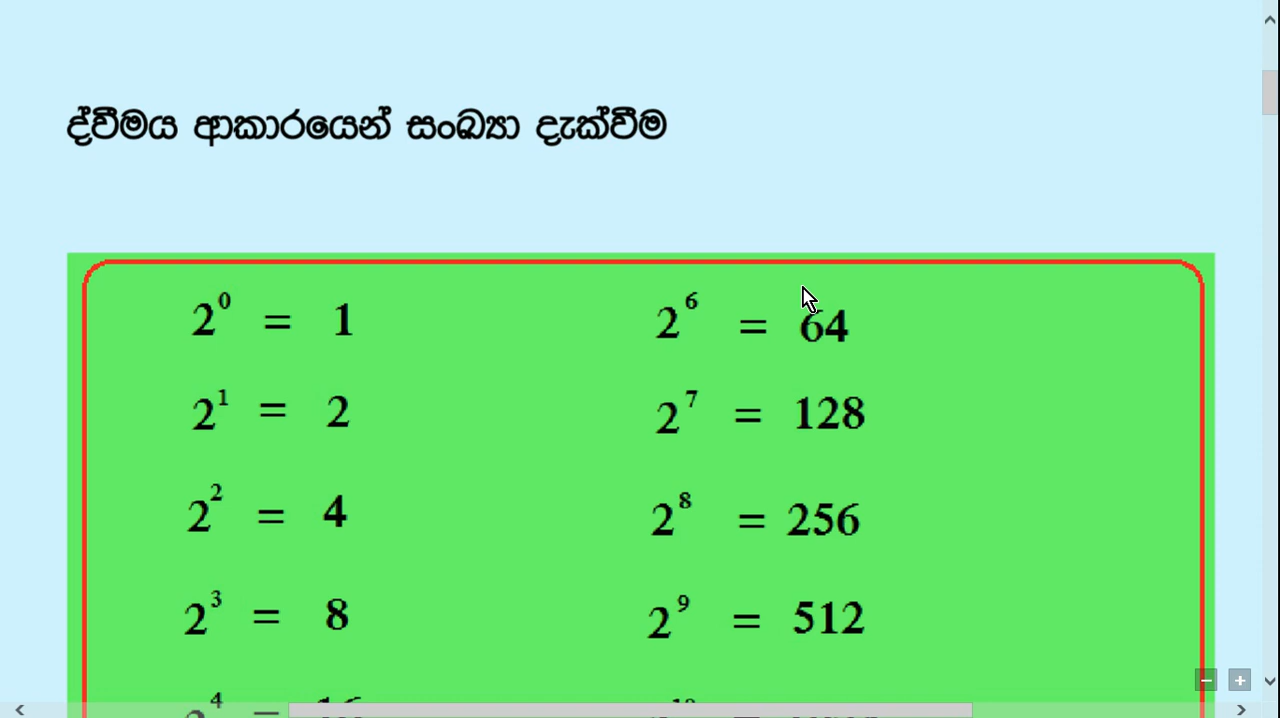 ද්වීමය ආකාරයෙන් සංඛ්‍යා දැක්වීම
2⁰ = 1
2⁶ = 64
2¹ = 2
2⁷ = 128
2² = 4
2⁸ = 256
2³ = 8
2⁹ = 512